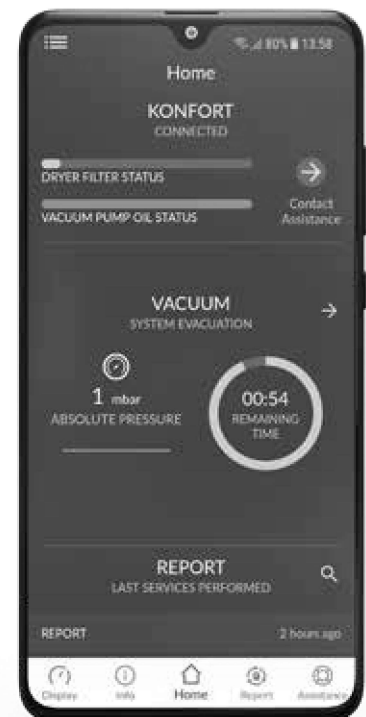 80% 13:58
Home
KONFORT
CONNECTED
DRYER FILTER STATUS
VACUUM PUMP OIL STATUS
Contact
Assistance
VACUUM
SYSTEM EVACUATION
1 mbar
ABSOLUTE PRESSURE
00:54
REMAINING
TIME
REPORT
LAST SERVICES PERFORMED
REPORT 2 hours ago
Display Info Home Report Assistance